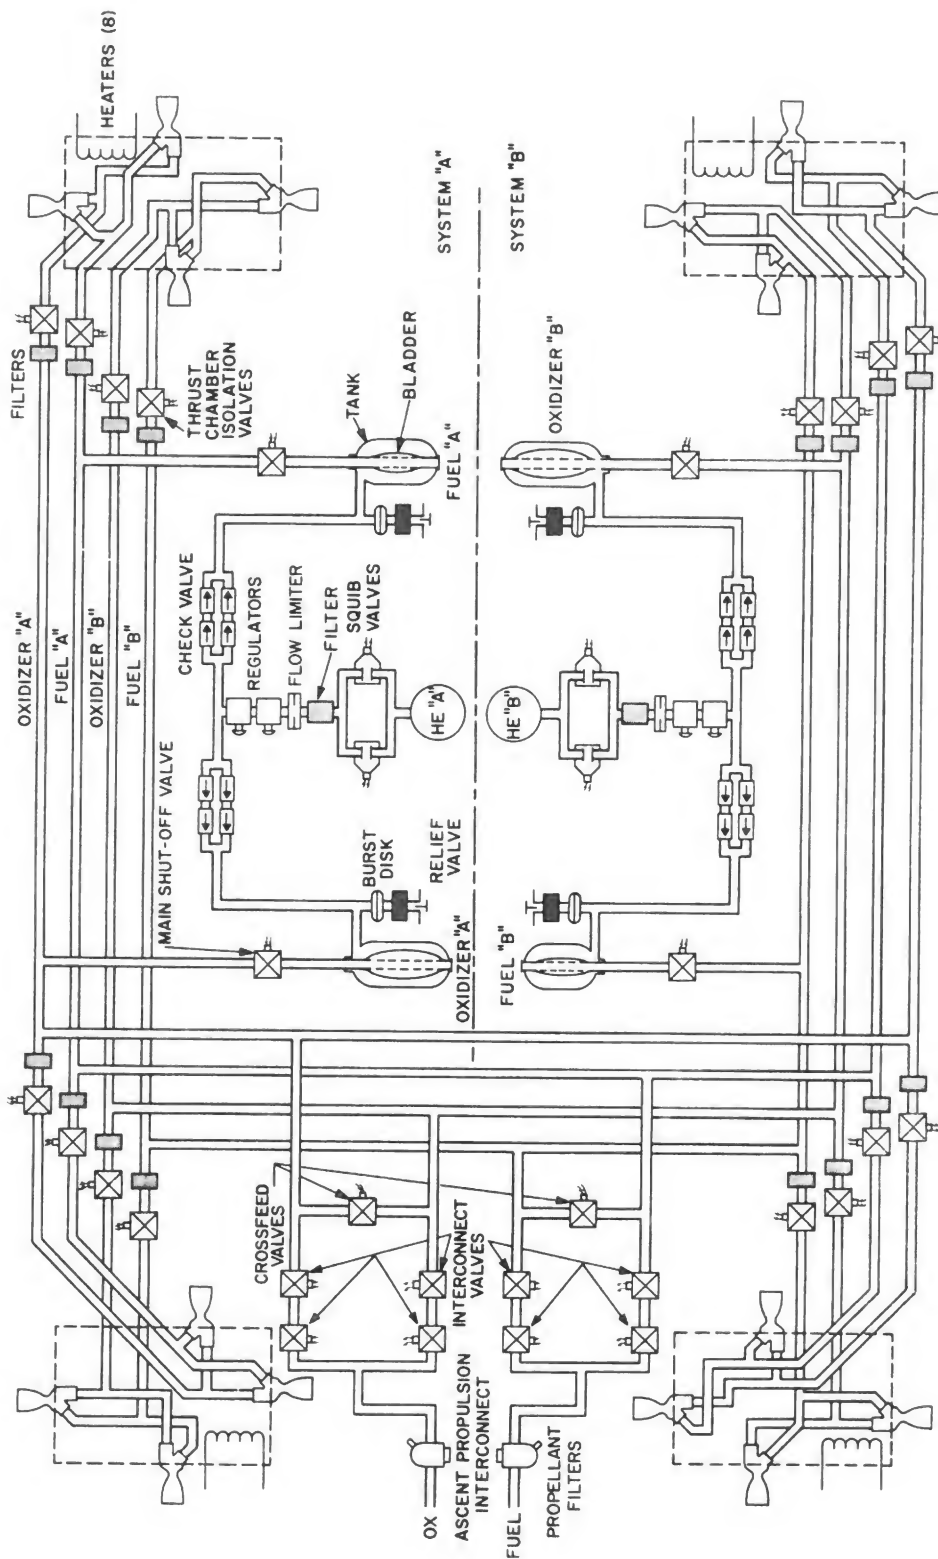 HEATERS (8)
FILTERS
THRUST
CHAMBER
ISOLATION
VALVES
OXIDIZER "A"
FUEL "A"
OXIDIZER "B"
FUEL "B"
MAIN SHUT-OFF VALVE
CHECK VALVE
REGULATORS
FLOW LIMITER
FILTER
SQUIB VALVES
TANK
BLADDER
FUEL "A"
HE "A"
BURST
DISK
RELIEF
VALVE
OXIDIZER "A"
SYSTEM "A"
SYSTEM "B"
OXIDIZER "B"
HE "B"
FUEL "B"
CROSSFEED
VALVES
INTERCONNECT
VALVES
OX
ASCENT PROPULSION
INTERCONNECT
FUEL
PROPELLANT
FILTERS